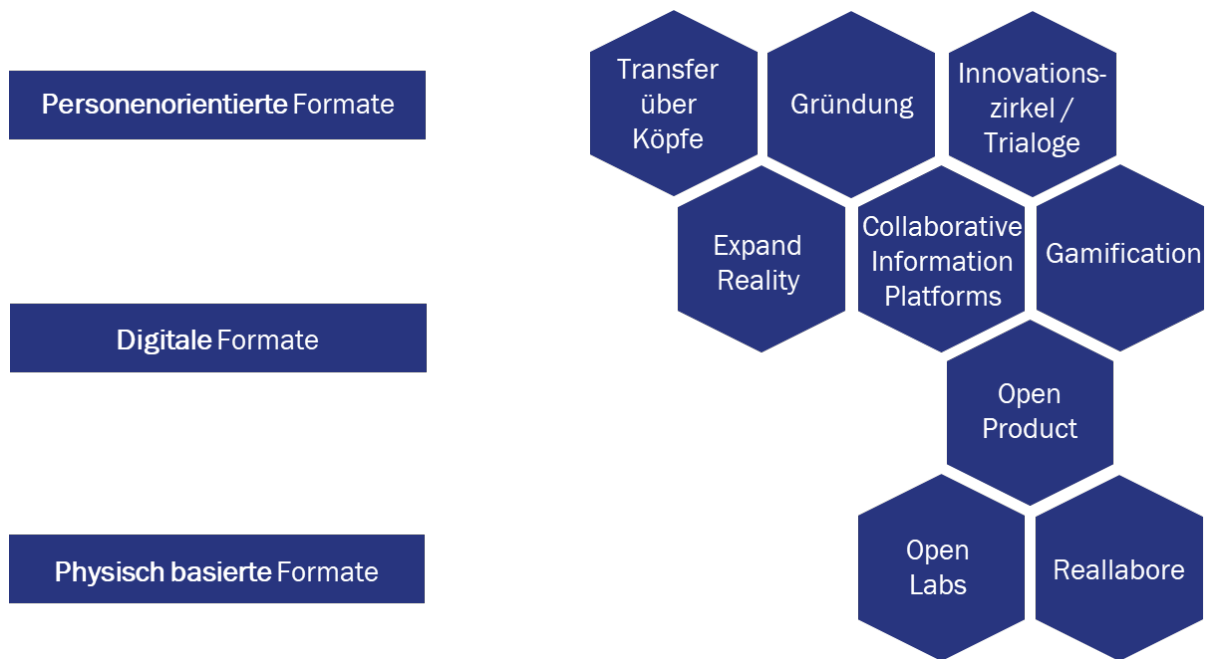 Personenorientierte Formate
Transfer
über
Köpfe
Gründung
Innovations-
zirkel /
Trialoge
Expand
Reality
Collaborative
Information
Platforms
Gamification
Digitale Formate
Open
Product
Physisch basierte Formate
Open
Labs
Reallabore